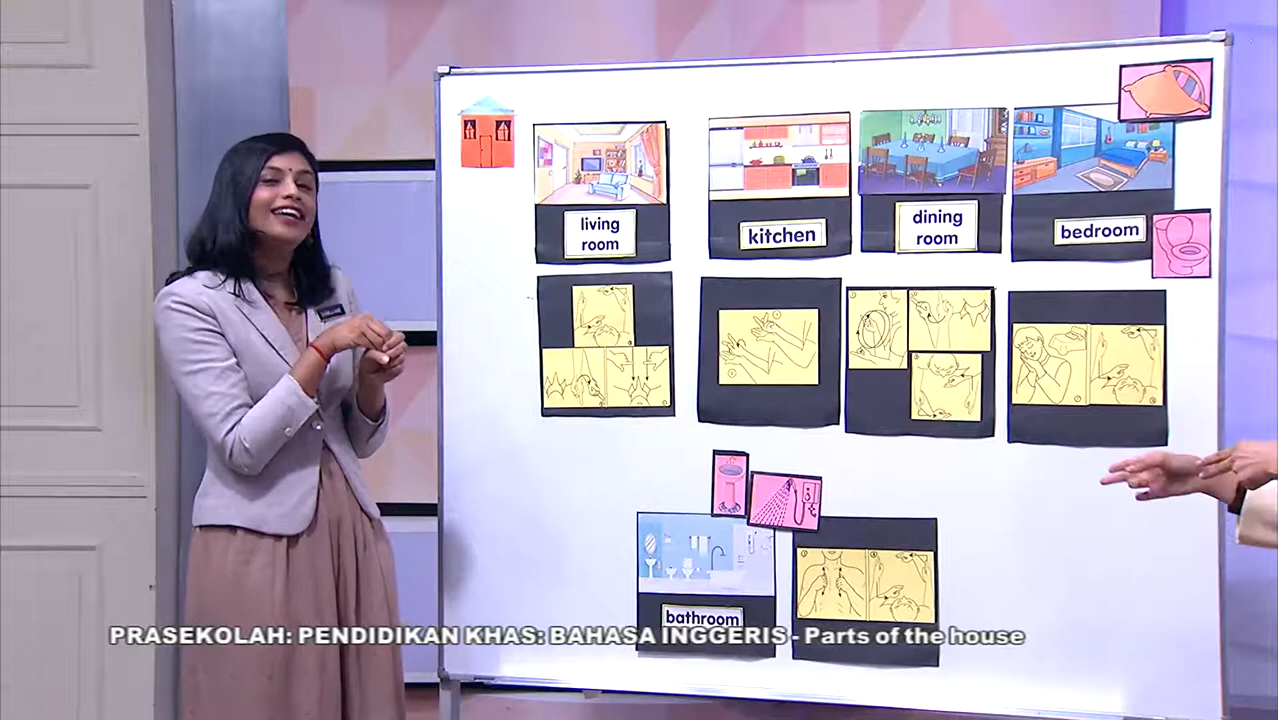 living
room
kitchen
dining
room
bedroom
bathroom
PRASEKOLAH: PENDIDIKAN KHAS: BAHASA INGGERIS - Parts of the house